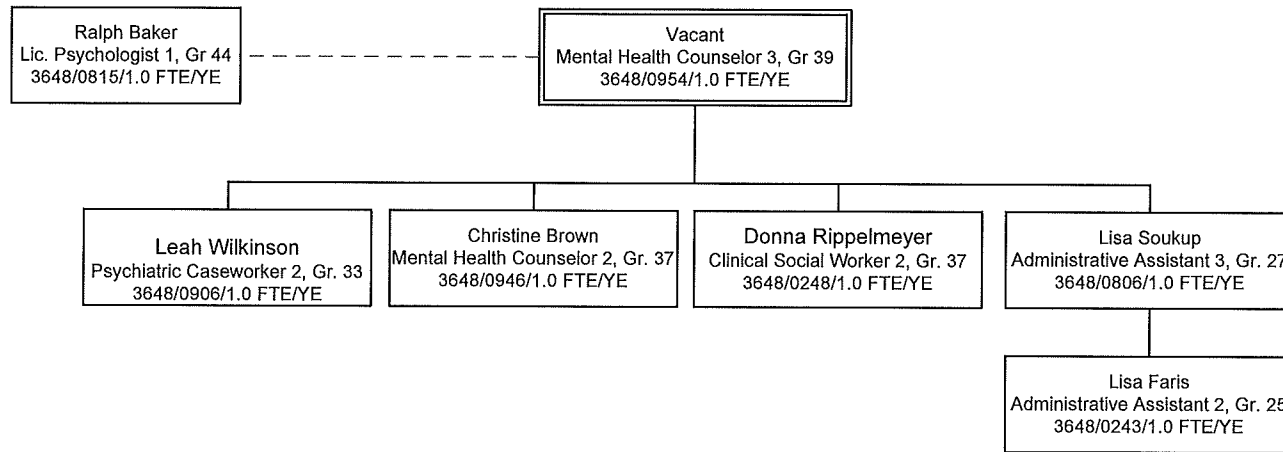 Ralph Baker
Lic. Psychologist 1, Gr 44
3648/0815/1.0 FTE/YE
Vacant
Mental Health Counselor 3, Gr 39
3648/0954/1.0 FTE/YE
Leah Wilkinson
Psychiatric Caseworker 2, Gr. 33
3648/0906/1.0 FTE/YE
Christine Brown
Mental Health Counselor 2, Gr. 37
3648/0946/1.0 FTE/YE
Donna Rippelmeyer
Clinical Social Worker 2, Gr. 37
3648/0248/1.0 FTE/YE
Lisa Soukup
Administrative Assistant 3, Gr. 27
3648/0806/1.0 FTE/YE
Lisa Faris
Administrative Assistant 2, Gr. 25
3648/0243/1.0 FTE/YE